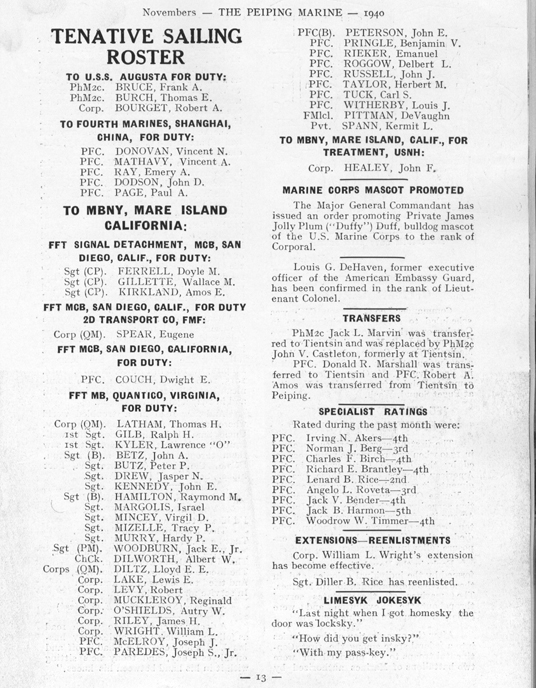 Novembers — THE PEIPING MARINE — 1940
TENATIVE SAILING
ROSTER
TO U.S.S. AUGUSTA FOR DUTY:
PhM2c. BRUCE, Frank A.
PhM2c. BURCH, Thomas E.
Corp. BOURGET, Robert A.
TO FOURTH MARINES, SHANGHAI,
CHINA, FOR DUTY:
PFC. DONOVAN, Vincent N.
PFC. MATHAVY, Vincent A.
PFC. RAY, Emery A.
PFC. DODSON, John D.
PFC. PAGE, Paul A.
TO MBNY, MARE ISLAND
CALIFORNIA:
FFT SIGNAL DETACHMENT, MCB, SAN
DIEGO, CALIF., FOR DUTY:
Sgt (CP). FERRELL, Doyle M.
Sgt (CP). GILLETTE, Wallace M.
Sgt (CP). KIRKLAND, Amos E.
FFT MCB, SAN DIEGO, CALIF., FOR DUTY
2D TRANSPORT CO, FMF:
Corp (QM). SPEAR, Eugene
FFT MCB, SAN DIEGO, CALIFORNIA,
FOR DUTY:
PFC. COUCH, Dwight E.
FFT MB, QUANTICO, VIRGINIA,
FOR DUTY:
Corp (QM). LATHAM, Thomas H.
1st Sgt. GILB, Ralph H.
1st Sgt. KYLER, Lawrence "O"
Sgt (B). BETZ, John A.
Sgt. BUTZ, Peter P.
Sgt. DREW, Jasper N.
Sgt. KENNEDY, John E.
Sgt (B). HAMILTON, Raymond M.
Sgt. MARGOLIS, Israel
Sgt. MINCEY, Virgil D.
Sgt. MIZELLE, Tracy P.
Sgt. MURRY, Hardy P.
Sgt (PM). WOODBURN, Jack E., Jr.
ChCk. DILWORTH, Albert W.
Corps (QM). DILTZ, Lloyd E. E.
Corp. LAKE, Lewis E.
Corp. LEVY, Robert
Corp. MUCKLEROY, Reginald
Corp. O'SHIELDS, Autry W.
Corp. RILEY, James H.
Corp. WRIGHT, William L.
PFC. McELROY, Joseph J.
PFC. PAREDES, Joseph S., Jr.
PFC(B). PETERSON, John E.
PFC. PRINGLE, Benjamin V.
PFC. RIEKER, Emanuel
PFC. ROGGOW, Delbert L.
PFC. RUSSELL, John J.
PFC. TAYLOR, Herbert M.
PFC. TUCK, Carl S.
PFC. WITHERBY, Louis J.
FMlcl. PITTMAN, DeVaughn
Pvt. SPANN, Kermit L.
TO MBNY, MARE ISLAND, CALIF., FOR
TREATMENT, USNH:
Corp. HEALEY, John F.
MARINE CORPS MASCOT PROMOTED
The Major General Commandant has
issued an order promoting Private James
Jolly Plum ("Duffy") Duff, bulldog mascot
of the U.S. Marine Corps to the rank of
Corporal.
Louis G. DeHaven, former executive
officer of the American Embassy Guard,
has been confirmed in the rank of Lieut-
enant Colonel.
TRANSFERS
PhM2c Jack L. Marvin was transfer-
red to Tientsin and was replaced by PhM2c
John V. Castleton, formerly at Tientsin.
PFC. Donald R. Marshall was trans-
ferred to Tientsin and PFC. Robert A.
Amos was transferred from Tientsin to
Peiping.
SPECIALIST RATINGS
Rated during the past month were:
PFC. Irving N. Akers—4th
PFC. Norman J. Berg—3rd
PFC. Charles F. Birch—4th
PFC. Richard E. Brantley—4th
PFC. Lenard B. Rice—2nd
PFC. Angelo L. Roveta—3rd
PFC. Jack V. Bender—4th
PFC. Jack B. Harmon—5th
PFC. Woodrow W. Timmer—4th
EXTENSIONS—REENLISTMENTS
Corp. William L. Wright's extension
has become effective.
Sgt. Diller B. Rice has reenlisted.
LIMESYK JOKESYK
"Last night when I got homesky the
door was locksky."
"How did you get insky?"
"With my pass-key."
— 13 —